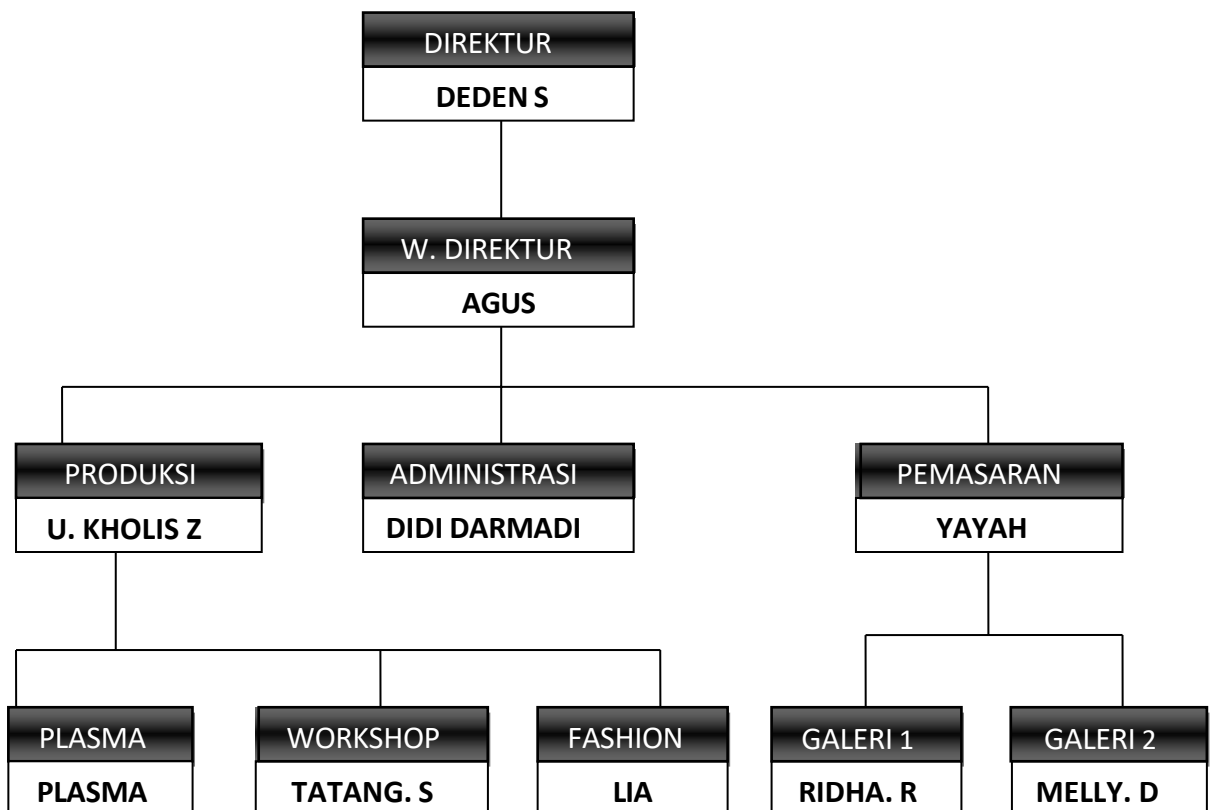 DIREKTUR
DEDEN S
W. DIREKTUR
AGUS
PRODUKSI
U. KHOLIS Z
ADMINISTRASI
DIDI DARMADI
PEMASARAN
YAYAH
PLASMA
PLASMA
WORKSHOP
TATANG. S
FASHION
LIA
GALERI 1
RIDHA. R
GALERI 2
MELLY. D